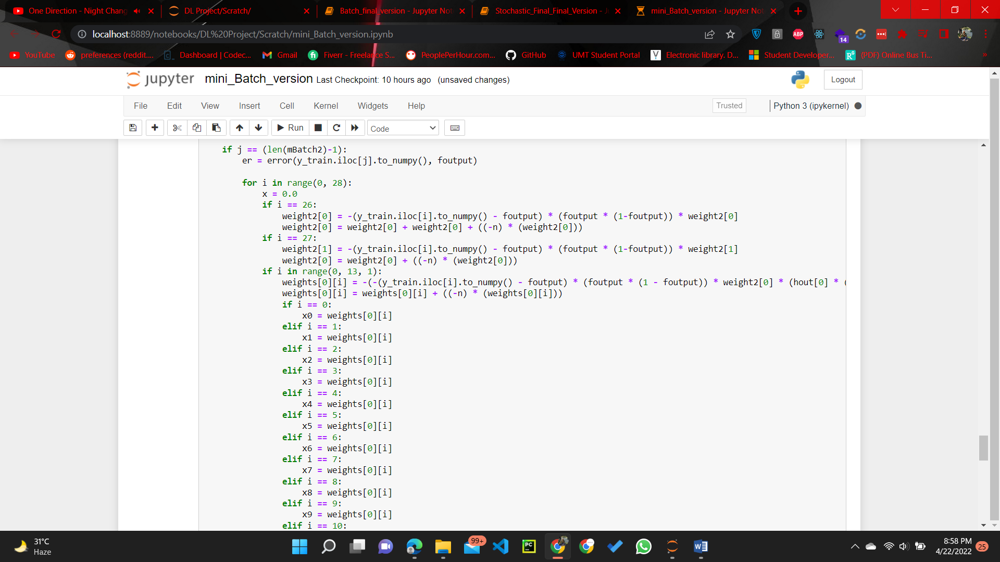 One Direction - Night Chang
DL Project/Scratch/
Batch_final_version - Jupyter Not
Stochastic_Final_Final_Version - J
mini_Batch_version - Jupyter Not
localhost:8889/notebooks/DL%20Project/Scratch/mini_Batch_version.ipynb
ABP
14
YouTube
preferences (reddit....
Dashboard | Codec...
Gmail
Fiverr - Freelance S...
PeoplePerHour.com...
GitHub
UMT Student Portal
Electronic library. D...
Student Developer...
(PDF) Online Bus Ti...
»
jupyter mini_Batch_version Last Checkpoint: 10 hours ago (unsaved changes)
Logout
File Edit View Insert Cell Kernel Widgets Help
Trusted
Python 3 (ipykernel)
Run
Code
if j == (len(mBatch2)-1):
er = error(y_train.iloc[j].to_numpy(), foutput)
for i in range(0, 28):
x = 0.0
if i == 26:
weight2[0] = -(y_train.iloc[i].to_numpy() - foutput) * (foutput * (1-foutput)) * weight2[0]
weight2[0] = weight2[0] + weight2[0] + ((-n) * (weight2[0]))
if i == 27:
weight2[1] = -(y_train.iloc[i].to_numpy() - foutput) * (foutput * (1-foutput)) * weight2[1]
weight2[0] = weight2[0] + ((-n) * (weight2[0]))
if i in range(0, 13, 1):
weights[0][i] = -(-(y_train.iloc[i].to_numpy() - foutput) * (foutput * (1 - foutput)) * weight2[0] * (hout[0] * (
weights[0][i] = weights[0][i] + ((-n) * (weights[0][i]))
if i == 0:
x0 = weights[0][i]
elif i == 1:
x1 = weights[0][i]
elif i == 2:
x2 = weights[0][i]
elif i == 3:
x3 = weights[0][i]
elif i == 4:
x4 = weights[0][i]
elif i == 5:
x5 = weights[0][i]
elif i == 6:
x6 = weights[0][i]
elif i == 7:
x7 = weights[0][i]
elif i == 8:
x8 = weights[0][i]
elif i == 9:
x9 = weights[0][i]
elif i == 10:
31°C
Haze
99+
PC
8:58 PM
4/22/2022
25